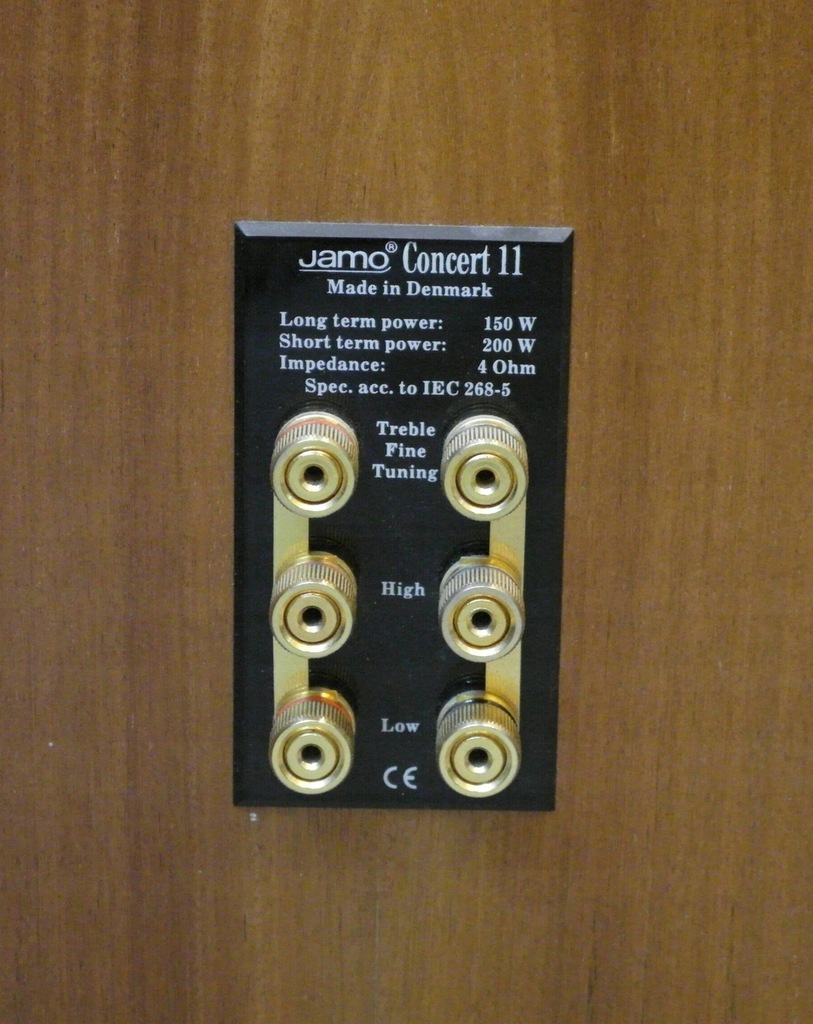 Jamo® Concert 11
Made in Denmark
Long term power: 150 W
Short term power: 200 W
Impedance: 4 Ohm
Spec. acc. to IEC 268-5
Treble
Fine
Tuning
High
Low
CE